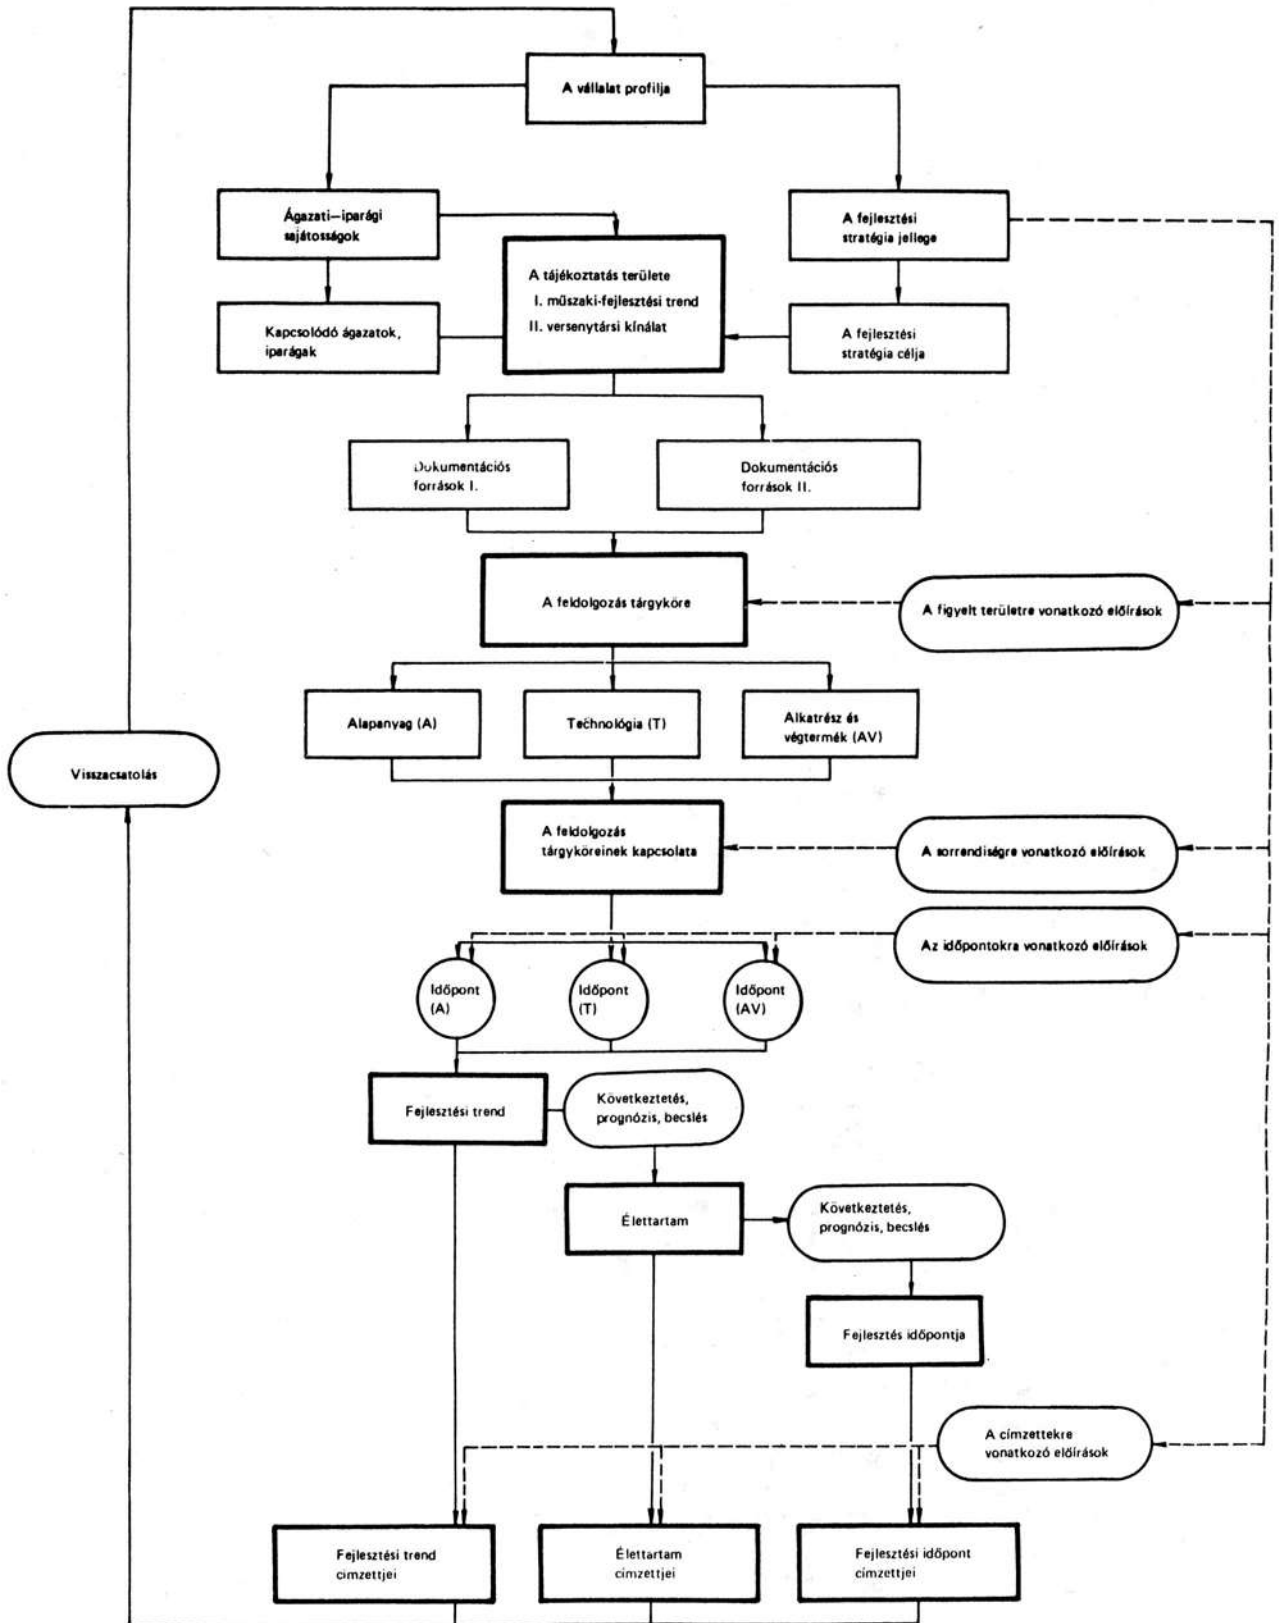 A vállalat profilja
Ágazati—iparági
sajátosságok
A fejlesztési
stratégia jellege
A tájékoztatás területe
I. műszaki-fejlesztési trend
II. versenytársi kínálat
Kapcsolódó ágazatok,
iparágak
A fejlesztési
stratégia célja
Dokumentációs
források I.
Dokumentációs
források II.
A feldolgozás tárgyköre
A figyelt területre vonatkozó előírások
Alapanyag (A)
Technológia (T)
Alkatrész és
végtermék (AV)
Visszacsatolás
A feldolgozás
tárgyköreinek kapcsolata
A sorrendiségre vonatkozó előírások
Az időpontokra vonatkozó előírások
Időpont
(A)
Időpont
(T)
Időpont
(AV)
Fejlesztési trend
Következtetés,
prognózis, becslés
Élettartam
Következtetés,
prognózis, becslés
Fejlesztés időpontja
A címzettekre
vonatkozó előírások
Fejlesztési trend
címzettjei
Élettartam
címzettjei
Fejlesztési időpont
címzettjei